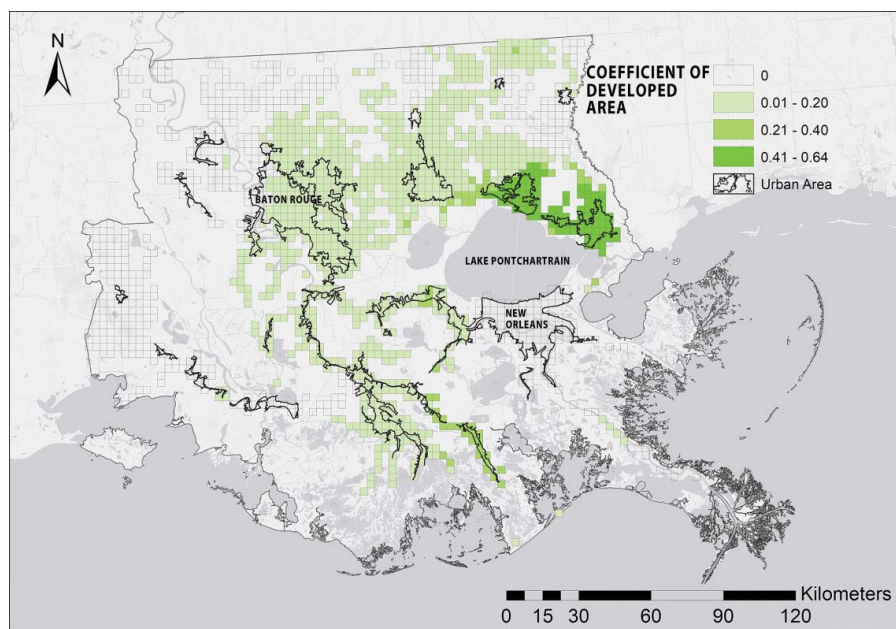 N
COEFFICIENT OF
DEVELOPED
AREA
0
0.01 - 0.20
0.21 - 0.40
0.41 - 0.64
Urban Area
BATON ROUGE
LAKE PONTCHARTRAIN
NEW
ORLEANS
Kilometers
0 15 30 60 90 120